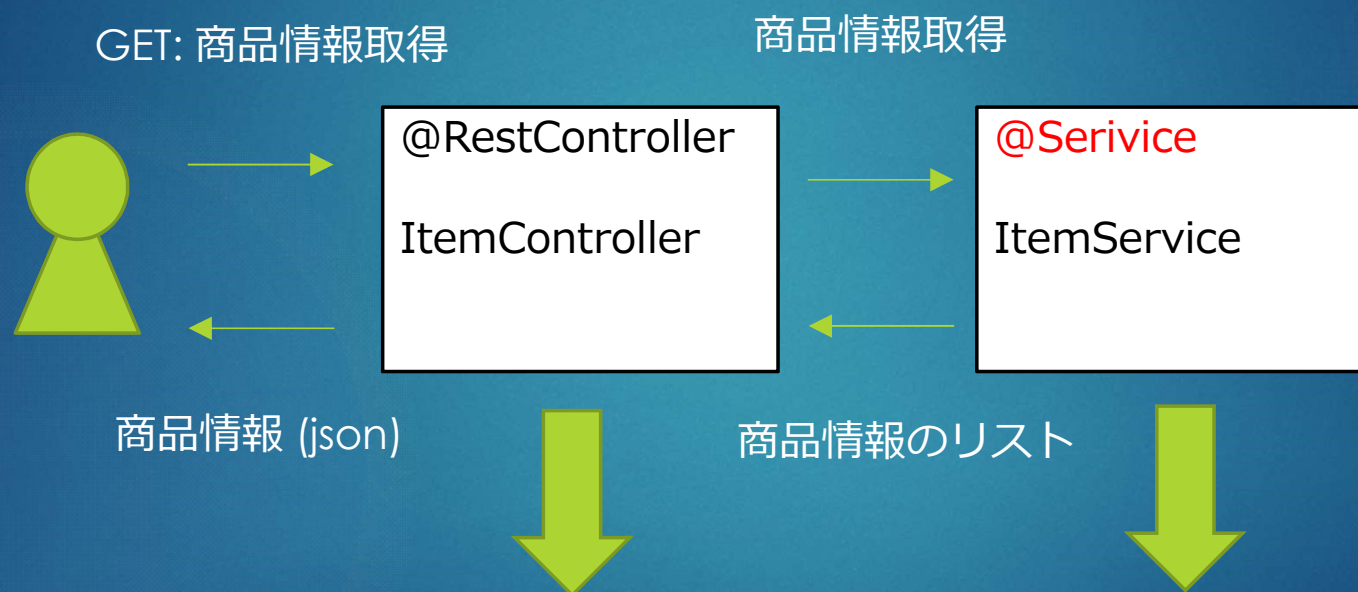 GET: 商品情報取得
商品情報取得
@RestController
ItemController
@Serivice
ItemService
商品情報 (json)
商品情報のリスト